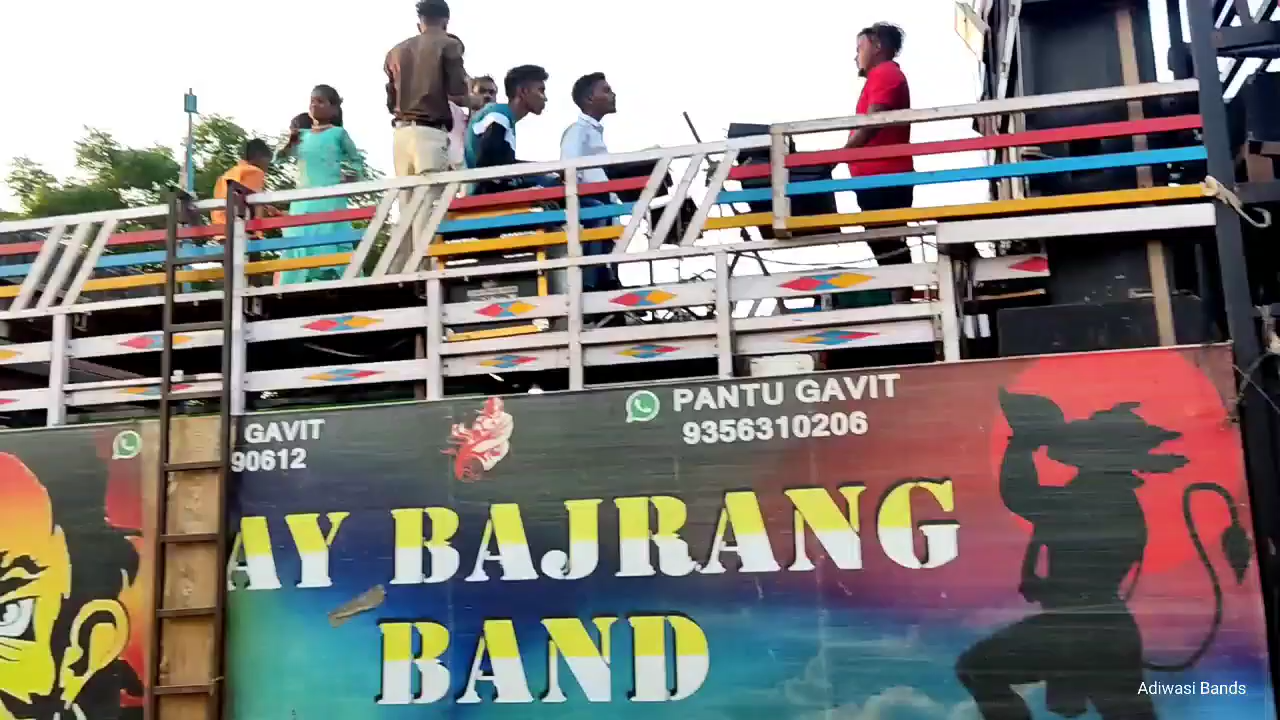 GAVIT
90612
PANTU GAVIT
9356310206
AY BAJRANG
BAND
Adiwasi Bands